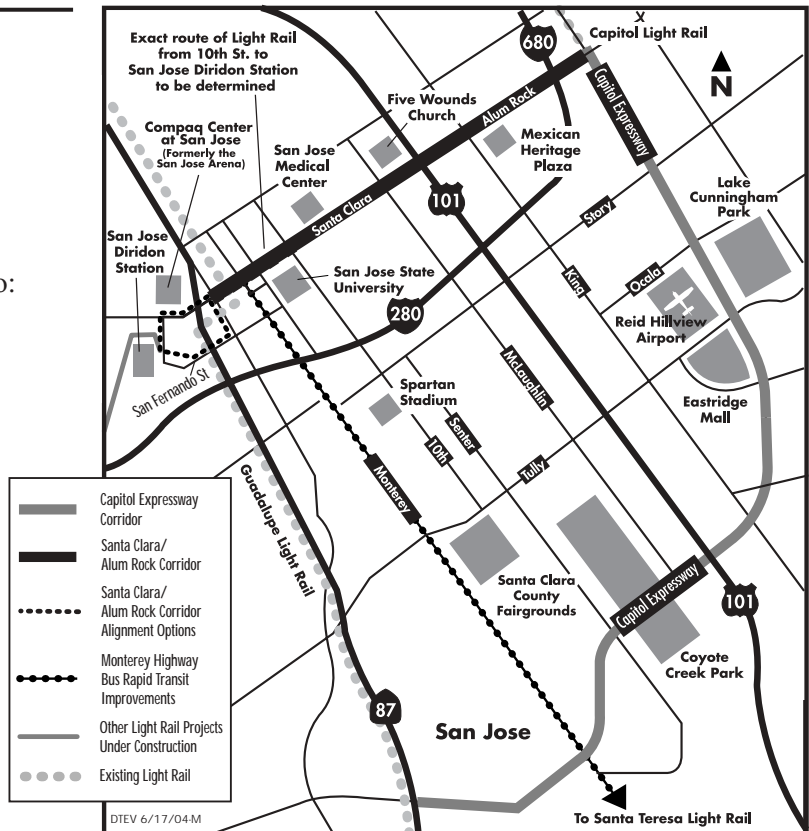 Exact route of Light Rail
from 10th St. to
San Jose Diridon Station
to be determined
680
X
Capitol Light Rail
N
Compaq Center
at San Jose
(Formerly the
San Jose Arena)
San Jose
Medical
Center
Five Wounds
Church
Alum Rock
Capitol Expressway
Mexican
Heritage
Plaza
Lake
Cunningham
Park
101
Santa Clara
Story
San Jose
Diridon
Station
San Jose State
University
King
Ocala
Reid Hillview
Airport
280
o:
San Fernando St
Spartan
Stadium
McLaughlin
Eastridge
Mall
10th
Senter
Tully
Monterey
Guadalupe Light Rail
Santa Clara
County
Fairgrounds
Capitol Expressway
101
Coyote
Creek Park
87
San Jose
To Santa Teresa Light Rail
Capitol Expressway
Corridor
Santa Clara/
Alum Rock Corridor
Santa Clara/
Alum Rock Corridor
Alignment Options
Monterey Highway
Bus Rapid Transit
Improvements
Other Light Rail Projects
Under Construction
Existing Light Rail
DTEV 6/17/04-M